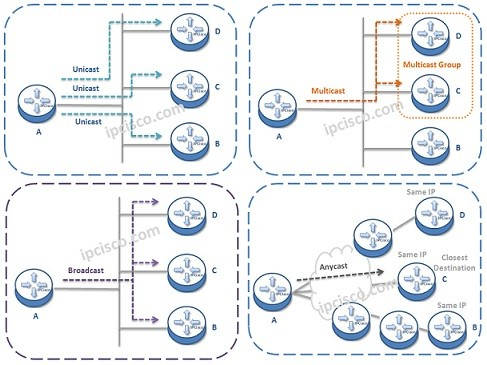 Unicast
Unicast
Unicast
A
D
C
B
ipcisco.com
Multicast
Multicast Group
A
D
C
B
ipcisco.com
Broadcast
A
D
C
B
ipcisco.com
Same IP
D
Anycast
Same IP
Closest
Destination
A
C
Same IP
B
ipcisco.com